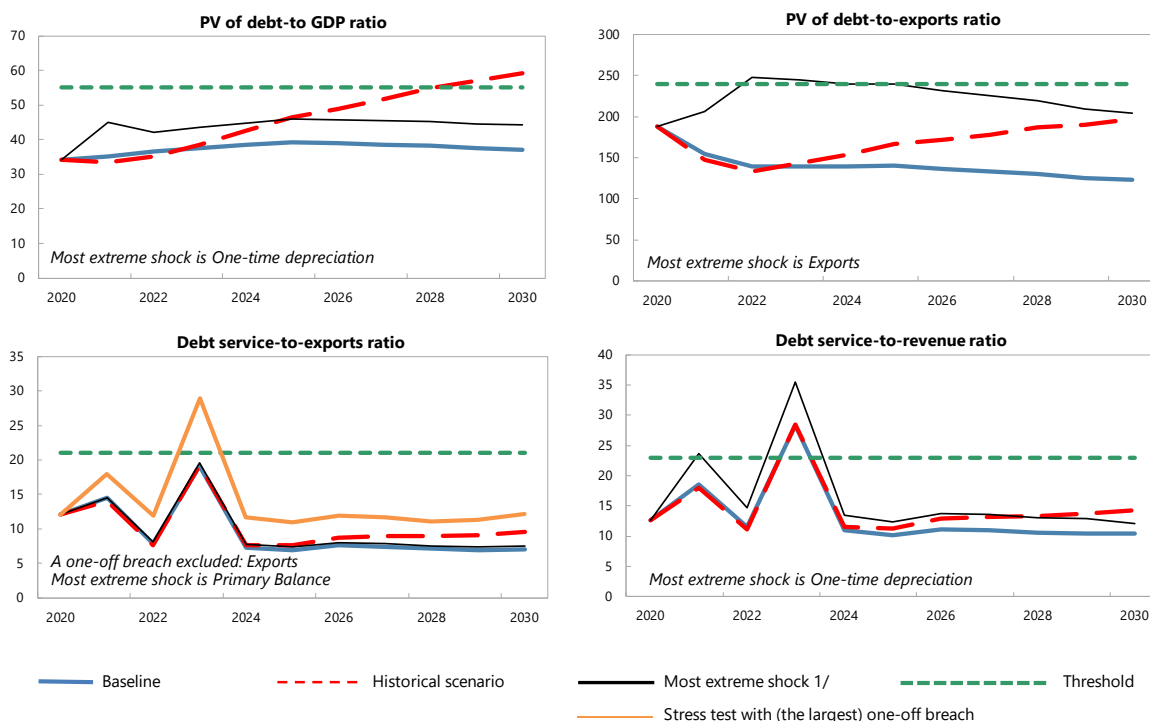 PV of debt-to GDP ratio
70
60
50
40
30
20
10
0
Most extreme shock is One-time depreciation
2020 2022 2024 2026 2028 2030
PV of debt-to-exports ratio
300
250
200
150
100
50
0
Most extreme shock is Exports
2020 2022 2024 2026 2028 2030
Debt service-to-exports ratio
35
30
25
20
15
10
5
0
A one-off breach excluded: Exports
Most extreme shock is Primary Balance
2020 2022 2024 2026 2028 2030
Debt service-to-revenue ratio
40
35
30
25
20
15
10
5
0
Most extreme shock is One-time depreciation
2020 2022 2024 2026 2028 2030
Baseline Historical scenario Most extreme shock 1/ Threshold
Stress test with (the largest) one-off breach